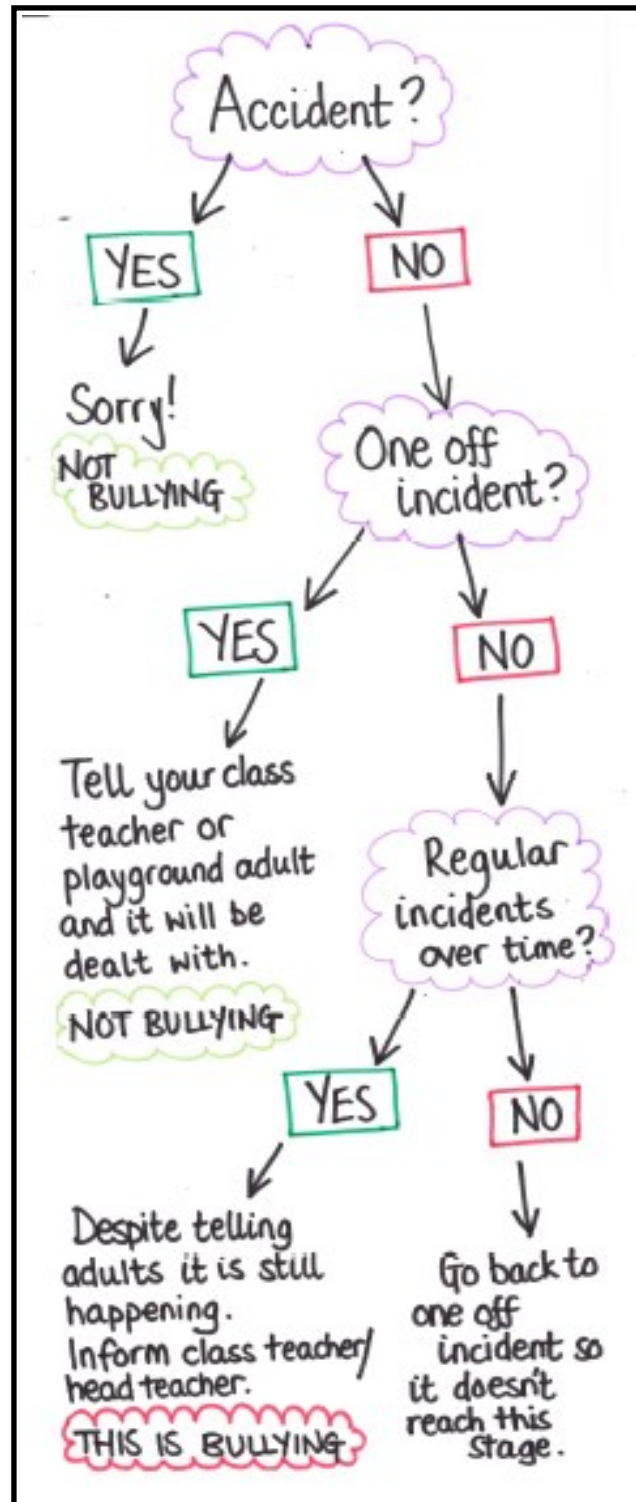 Accident?
YES
NO
Sorry!
NOT
BULLYING
One off
incident?
YES
NO
Tell your class
teacher or
playground adult
and it will be
dealt with.
NOT BULLYING
Regular
incidents
over time?
YES
NO
Despite telling
adults it is still
happening.
Inform class teacher/
head teacher.
THIS IS BULLYING
Go back to
one off
incident so
it doesn't
reach this
stage.